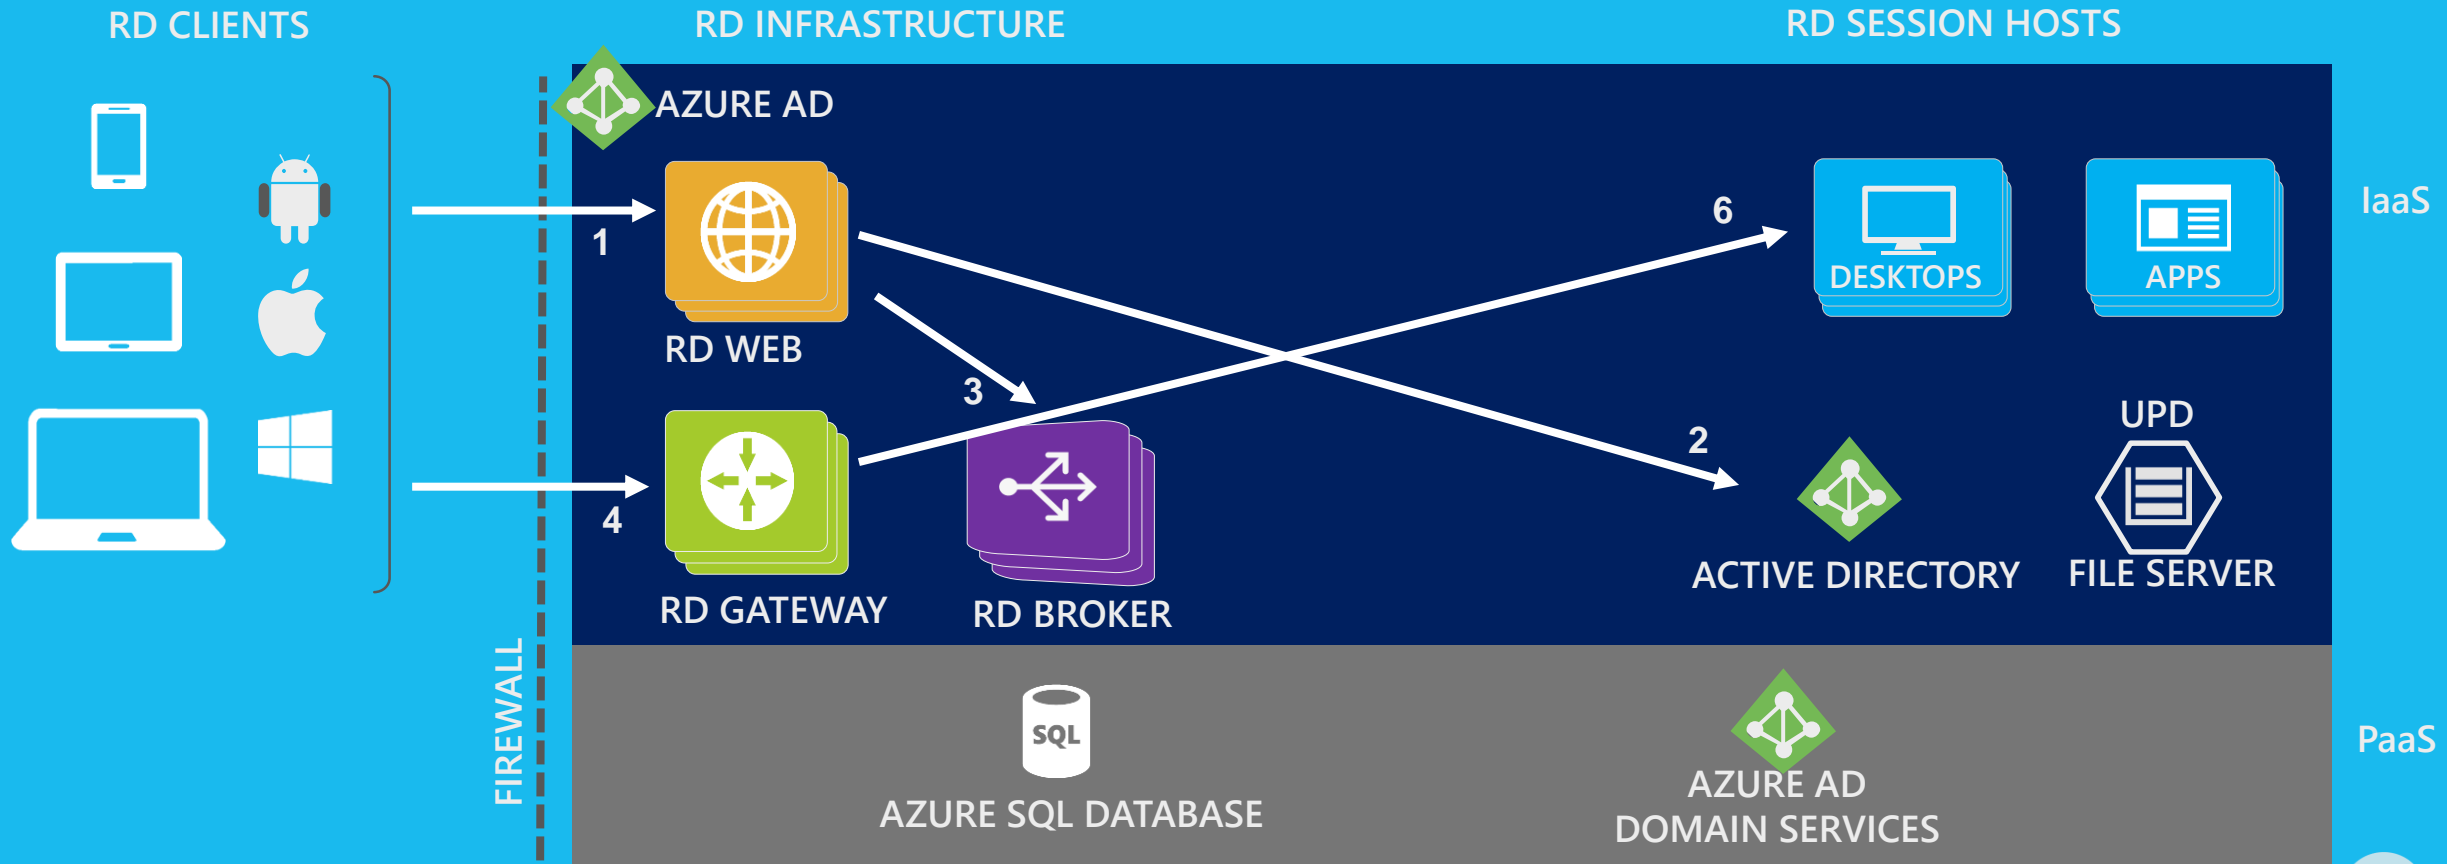 RD CLIENTS
RD INFRASTRUCTURE
RD SESSION HOSTS
AZURE AD
IaaS
1
6
DESKTOPS
APPS
RD WEB
3
2
UPD
4
RD GATEWAY
RD BROKER
ACTIVE DIRECTORY
FILE SERVER
FIREWALL
SQL
AZURE SQL DATABASE
AZURE AD
DOMAIN SERVICES
PaaS